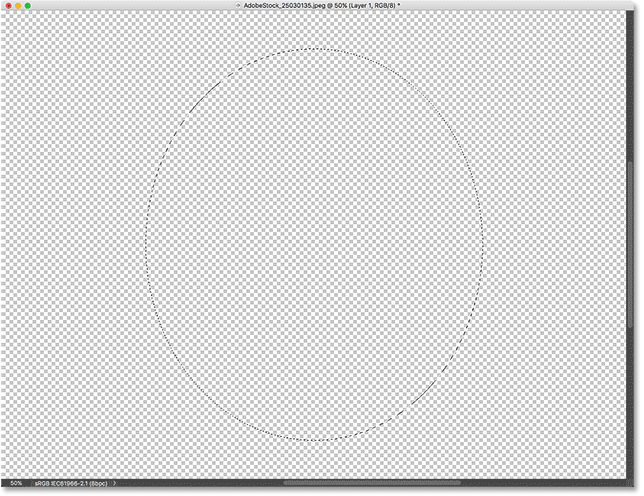 AdobeStock_25030135.jpeg @ 50% (Layer 1, RGB/8) *
50%
sRGB IEC61966-2.1 (8bpc)